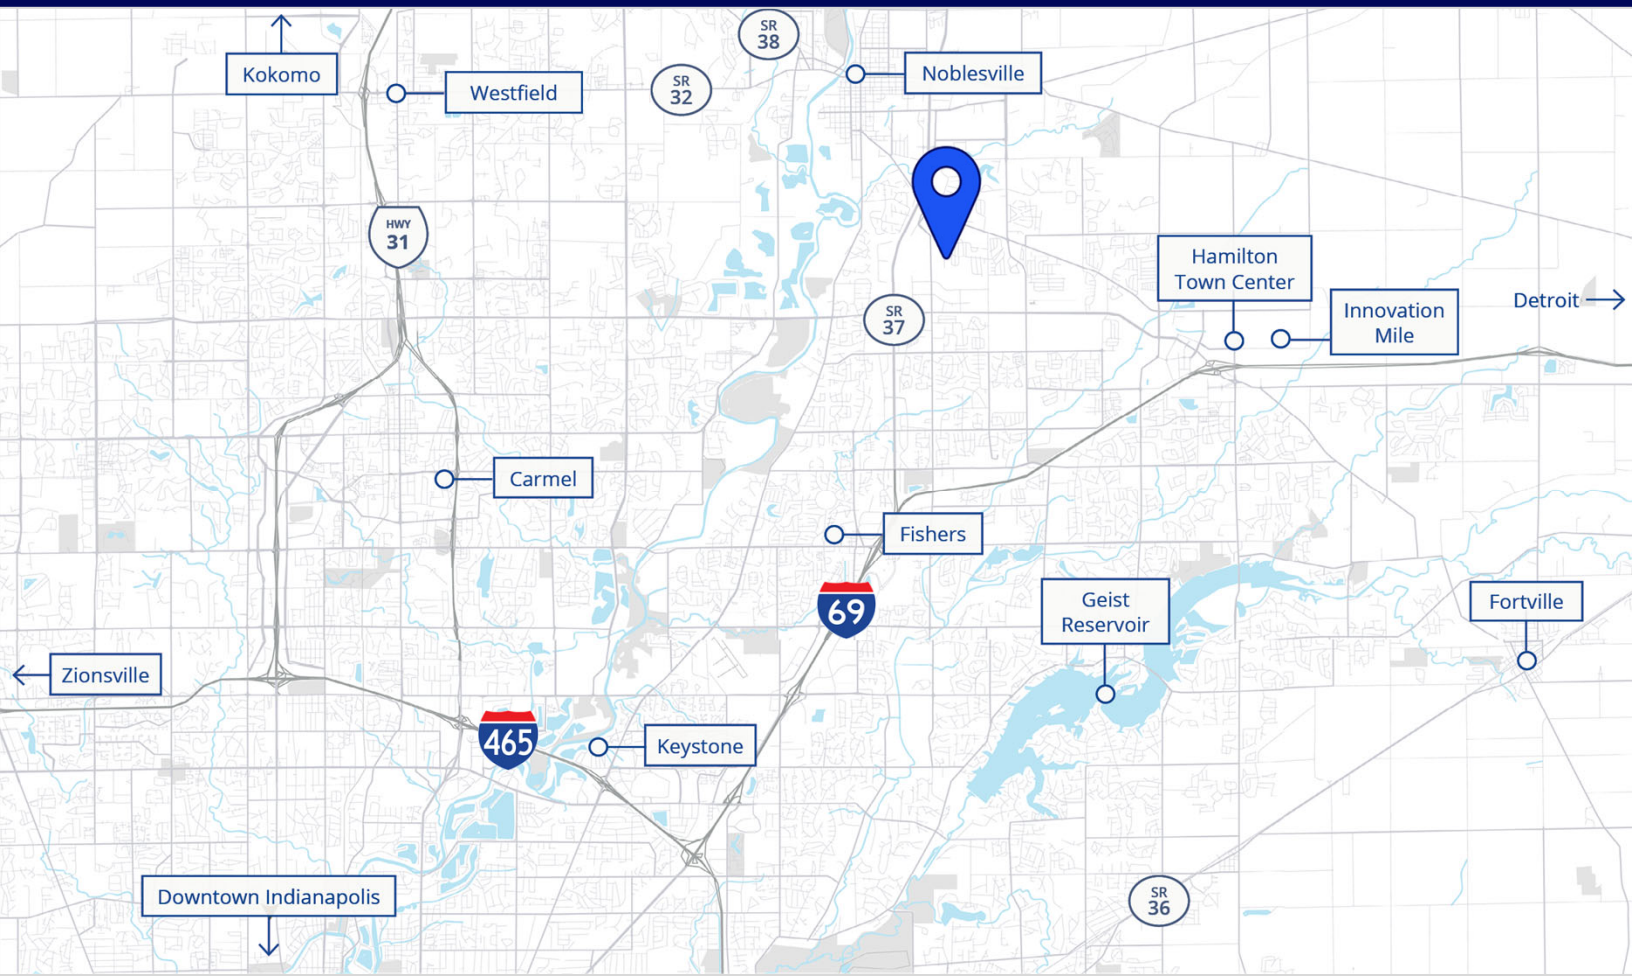 SR
38
Kokomo
Westfield
SR
32
Noblesville
HWY
31
Hamilton
Town Center
Innovation
Mile
Detroit
SR
37
Carmel
Fishers
69
Geist
Reservoir
Fortville
Zionsville
465
Keystone
Downtown Indianapolis
SR
36